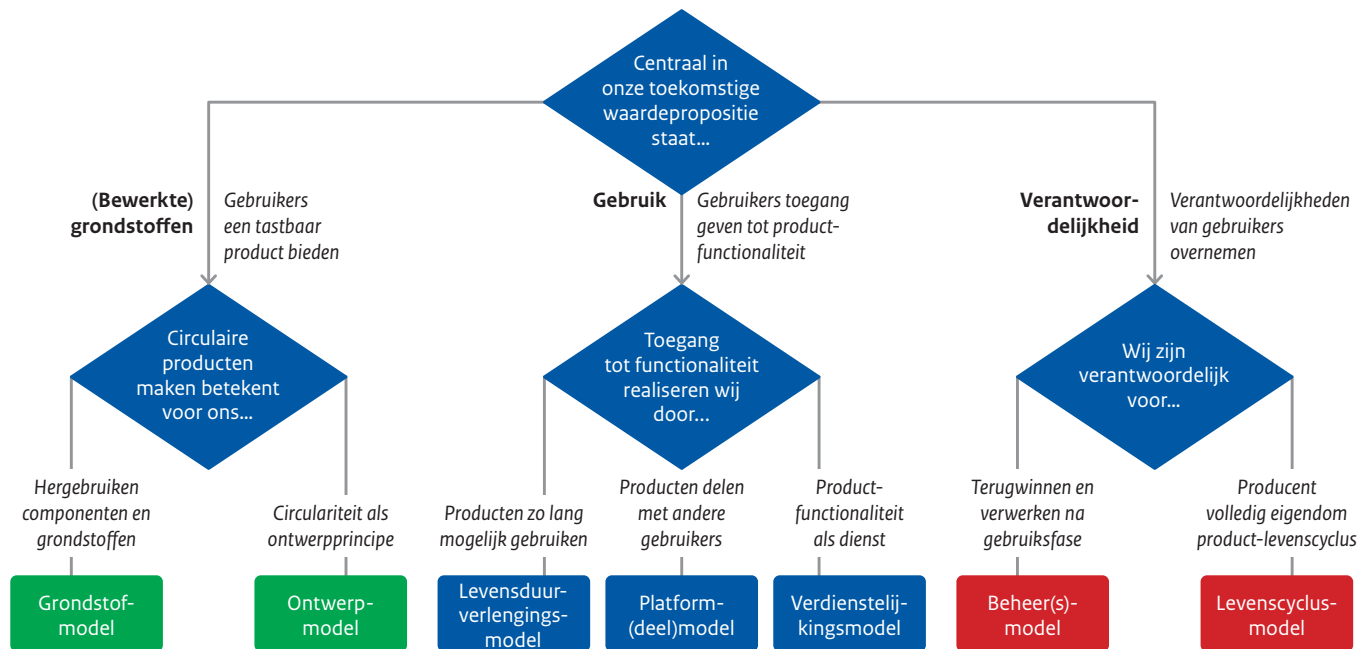 Centraal in
onze toekomstige
waardepropositie
staat...
(Bewerkte)
grondstoffen
Gebruikers
een tastbaar
product bieden
Gebruik
Gebruikers toegang
geven tot product-
functionaliteit
Verantwoor-
delijkheid
Verantwoordelijkheden
van gebruikers
overnemen
Circulaire
producten
maken betekent
voor ons...
Toegang
tot functionaliteit
realiseren wij
door...
Wij zijn
verantwoordelijk
voor...
Hergebruiken
componenten en
grondstoffen
Circulariteit als
ontwerpprincipe
Producten zo lang
mogelijk gebruiken
Producten delen
met andere
gebruikers
Product-
functionaliteit
als dienst
Terugwinnen en
verwerken na
gebruiksfase
Producent
volledig eigendom
product-levenscyclus
Grondstof-
model
Ontwerp-
model
Levensduur-
verlengings-
model
Platform-
(deel)model
Verdienstelij-
kingsmodel
Beheer(s)-
model
Levenscyclus-
model